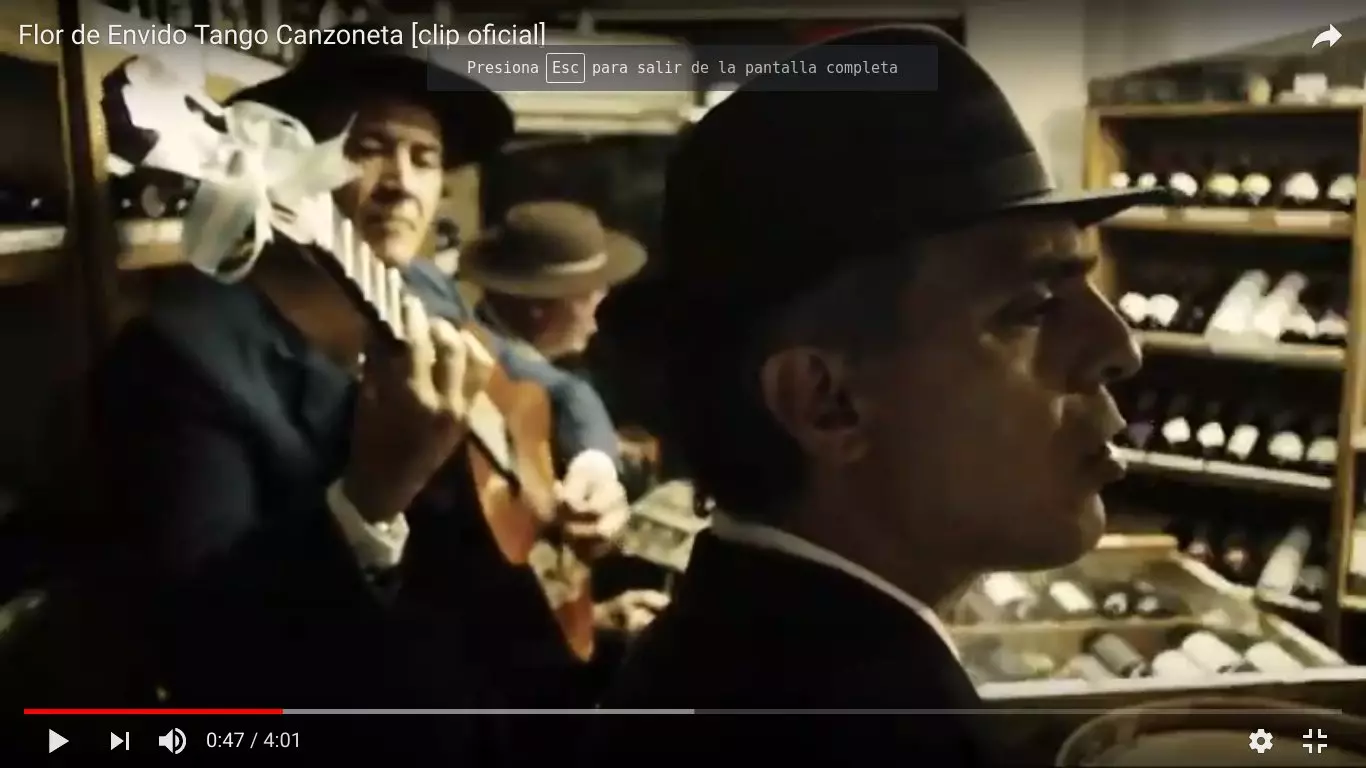 Flor de Envido Tango Canzoneta [clip oficial]
Presiona Esc para salir de la pantalla completa
0:47 / 4:01